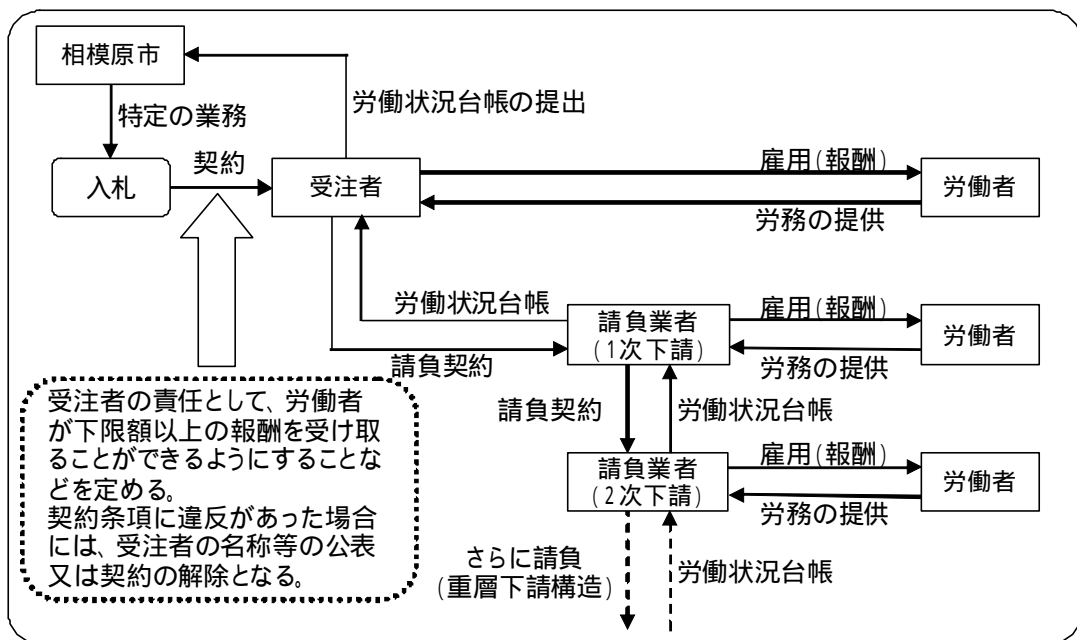 相模原市
労働状況台帳の提出
特定の業務
契約
入札
受注者
雇用(報酬)
労務の提供
労働者
労働状況台帳
請負契約
請負業者
(1次下請)
雇用(報酬)
労務の提供
労働者
請負契約
労働状況台帳
請負業者
(2次下請)
雇用(報酬)
労務の提供
労働者
さらに請負
(重層下請構造)
労働状況台帳
受注者の責任として、労働者
が下限額以上の報酬を受け取
ることができるようにすることな
どを定める。
契約条項に違反があった場合
には、受注者の名称等の公表
又は契約の解除となる。